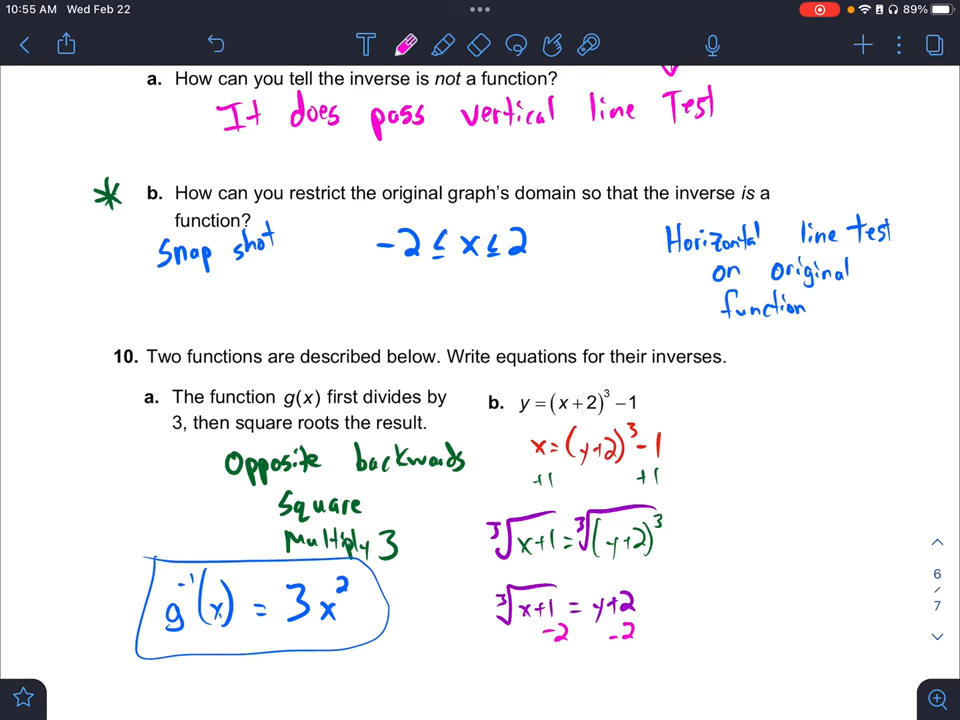 10:55 AM Wed Feb 22
89%
T
a. How can you tell the inverse is not a function?
It does pass vertical line Test
* b. How can you restrict the original graph's domain so that the inverse is a
function?
Snap shot
-2 ≤ x ≤ 2
Horizontal line test
on original
function
10. Two functions are described below. Write equations for their inverses.
a. The function g(x) first divides by
3, then square roots the result.
Opposite backwards
Square
Multiply 3
g⁻¹(x) = 3x²
b. y = (x + 2)³ − 1
x = (y+2)³ - 1
+1 +1
³√x+1 = ³√(y+2)³
³√x+1 = y+2
-2 -2
6
/
7